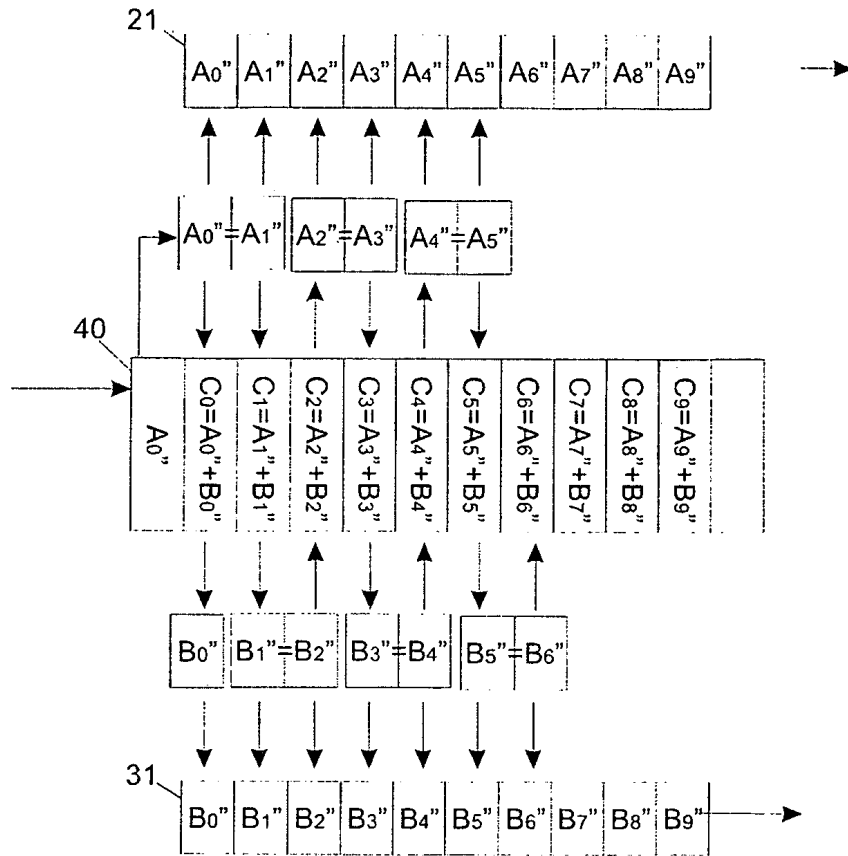 21
A0” A1” A2” A3” A4” A5” A6” A7” A8” A9”
A0”=A1” A2”=A3” A4”=A5”
40
A0” C0=A0”+B0” C1=A1”+B1” C2=A2”+B2” C3=A3”+B3” C4=A4”+B4” C5=A5”+B5” C6=A6”+B6” C7=A7”+B7” C8=A8”+B8” C9=A9”+B9”
B0” B1”=B2” B3”=B4” B5”=B6”
31
B0” B1” B2” B3” B4” B5” B6” B7” B8” B9”